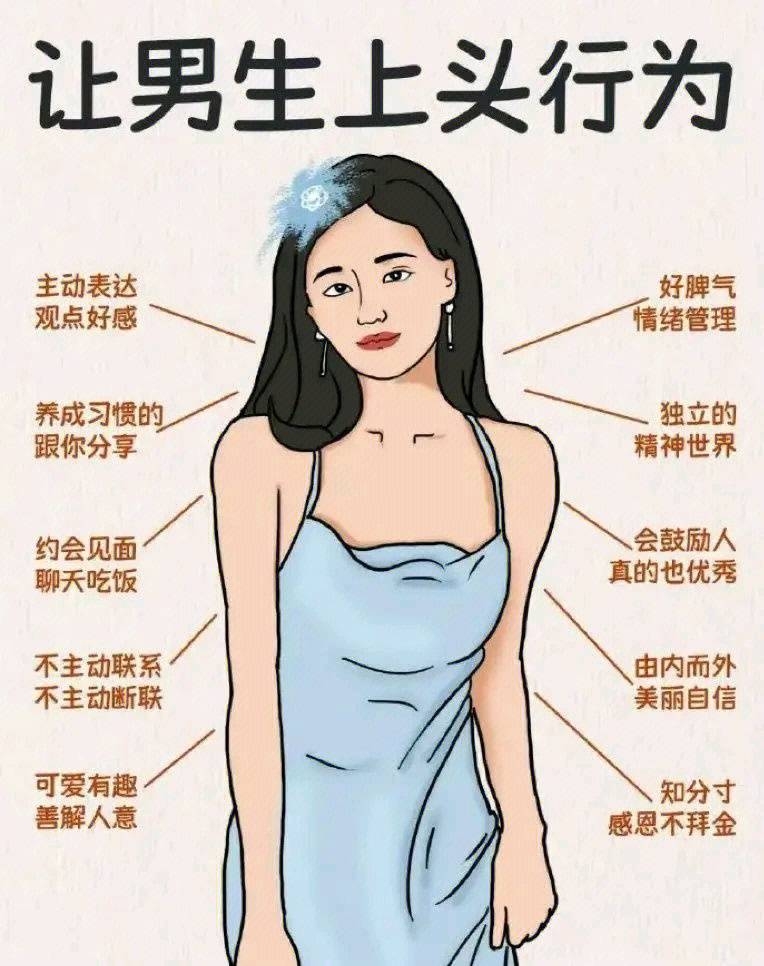 让男生上头行为
主动表达
观点好感
养成习惯的
跟你分享
约会见面
聊天吃饭
不主动联系
不主动断联
可爱有趣
善解人意
好脾气
情绪管理
独立的
精神世界
会鼓励人
真的也优秀
由内而外
美丽自信
知分寸
感恩不拜金